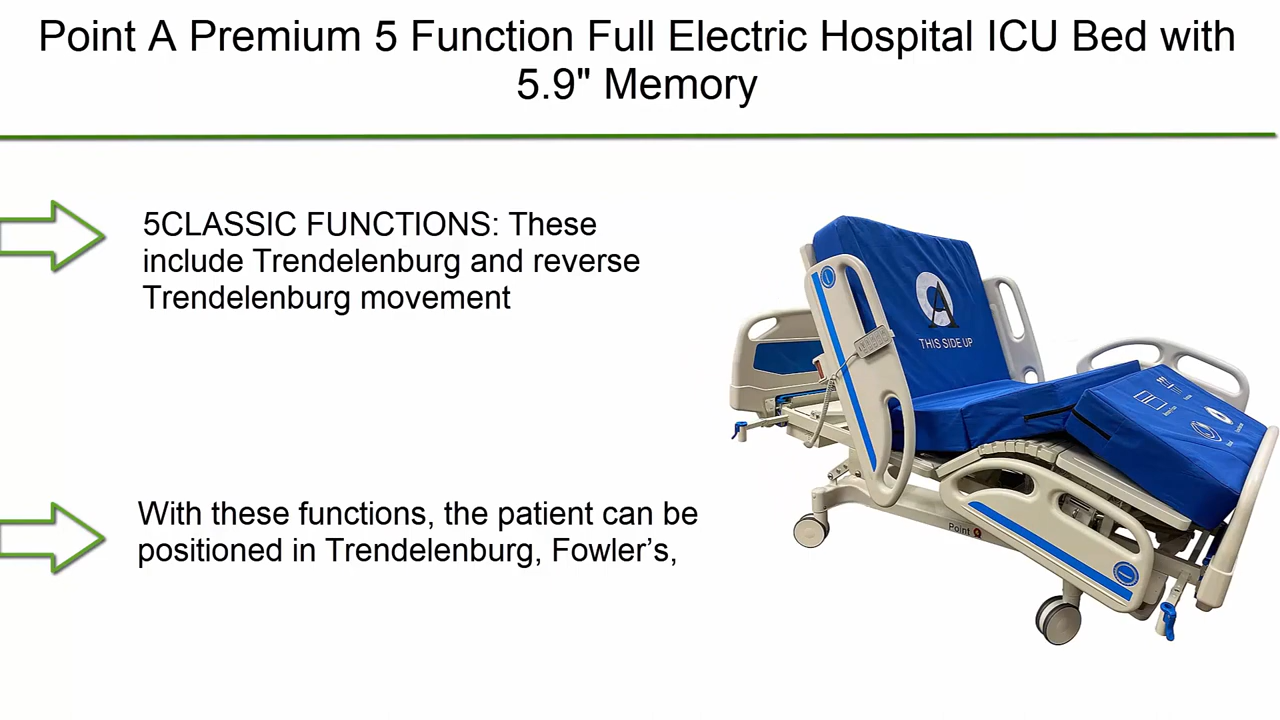 Point A Premium 5 Function Full Electric Hospital ICU Bed with
5.9" Memory
5CLASSIC FUNCTIONS: These
include Trendelenburg and reverse
Trendelenburg movement
THIS SIDE UP
With these functions, the patient can be
positioned in Trendelenburg, Fowler’s,
Point A